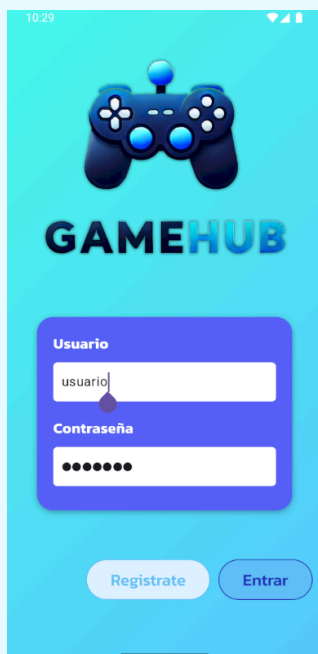 10:29
GAMEHUB
Usuario
usuario
Contraseña
Registrate Entrar